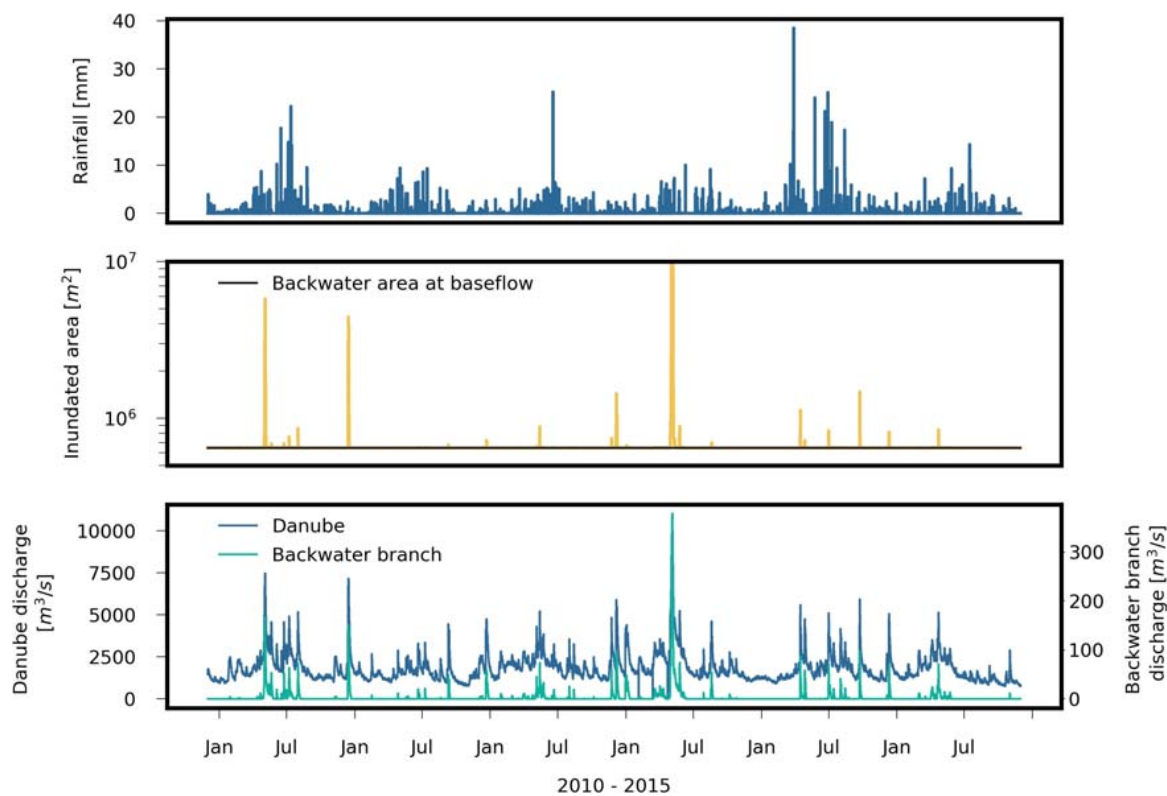 40
30
20
10
0
Rainfall [mm]
10^7
10^6
Inundated area [m^2]
Backwater area at baseflow
10000
7500
5000
2500
0
Danube discharge
[m^3/s]
Danube
Backwater branch
300
200
100
0
Backwater branch
discharge [m^3/s]
Jan Jul Jan Jul Jan Jul Jan Jul Jan Jul Jan Jul
2010 - 2015